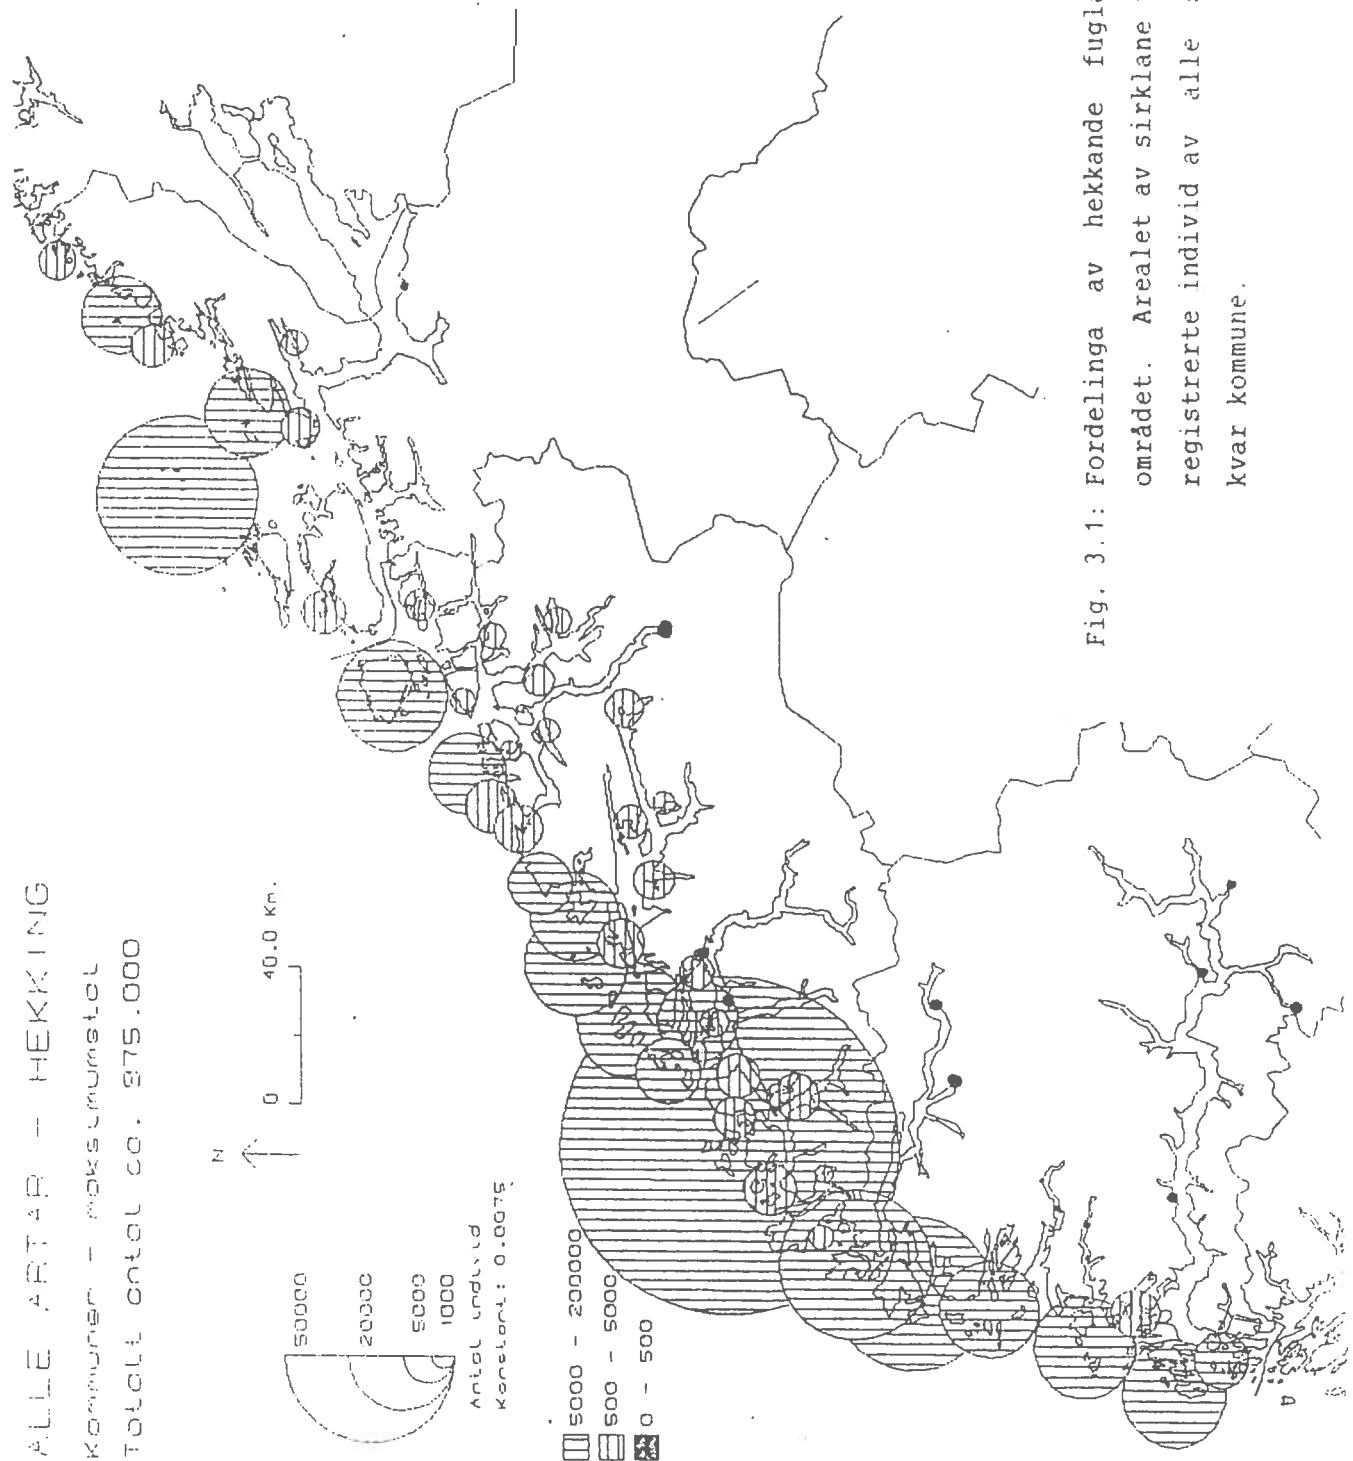 ALLE ARTAR - HEKKING
Kommuner - maksumumstal
Totalt antal ca. 975.000
50000
20000
5000
1000
Antal individ
Konstant: 0.0075
N
0 40.0 Km.
5000 - 200000
500 - 5000
0 - 500
Fig. 3.1: Fordelinga av hekkande
området. Arealet av sirklane
registrerte individ av alle
kvar kommune.